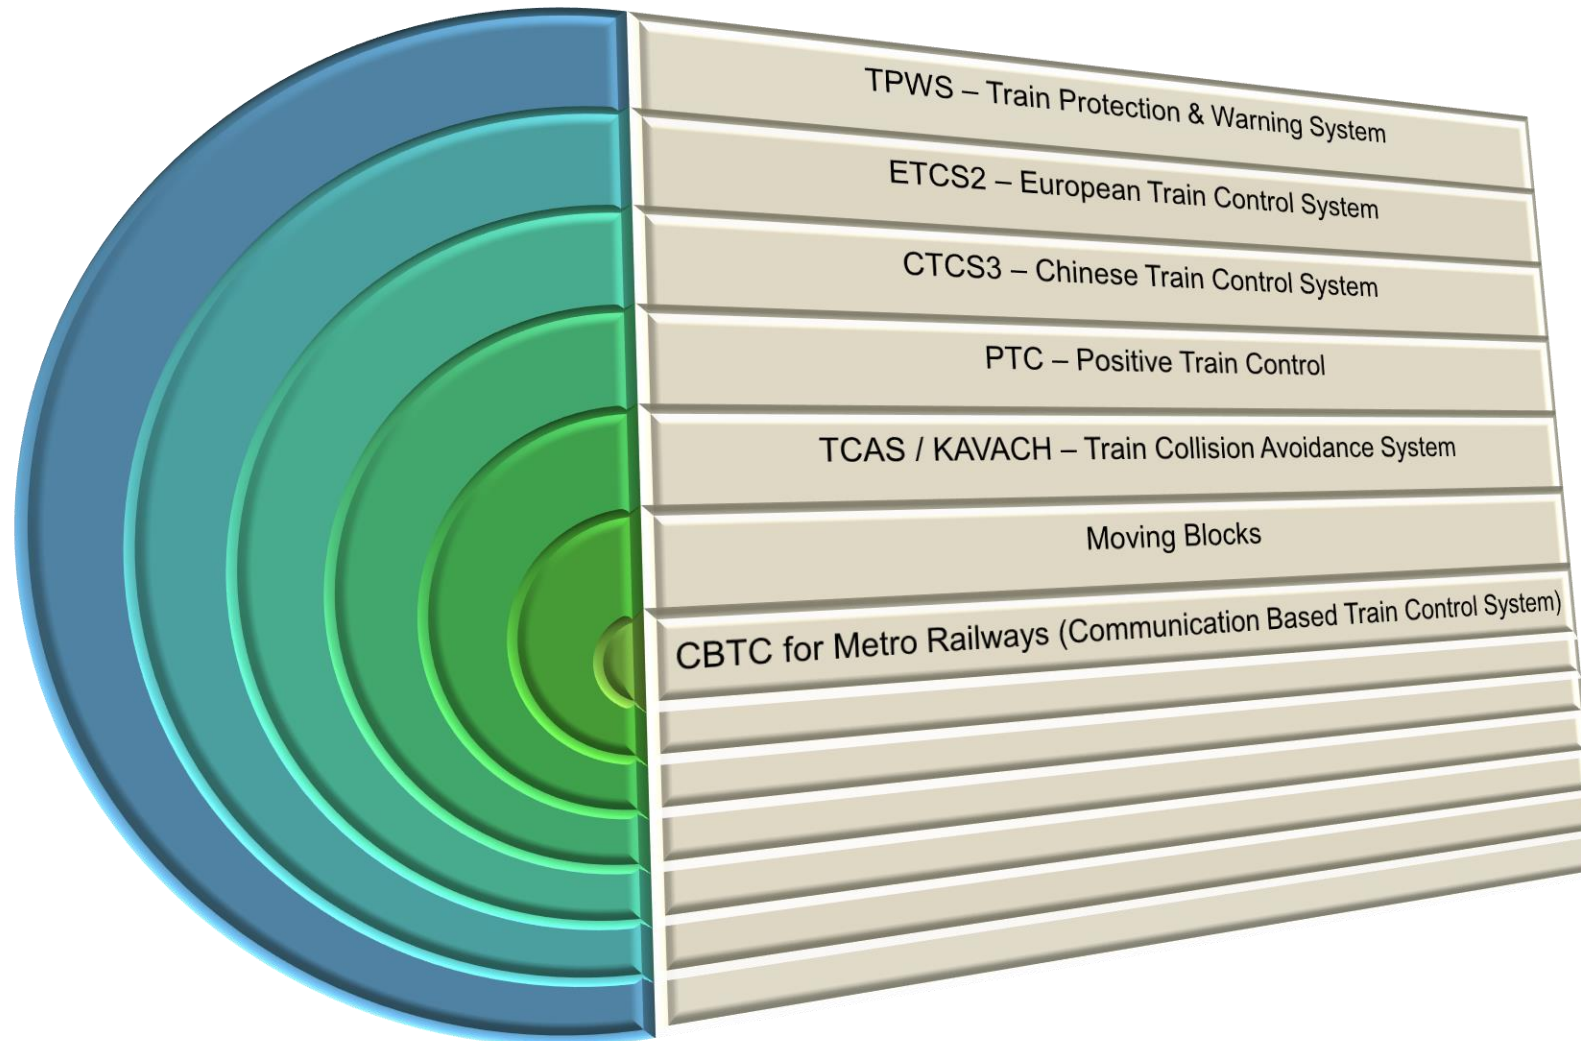 TPWS – Train Protection & Warning System
ETCS2 – European Train Control System
CTCS3 – Chinese Train Control System
PTC – Positive Train Control
TCAS / KAVACH – Train Collision Avoidance System
Moving Blocks
CBTC for Metro Railways (Communication Based Train Control System)